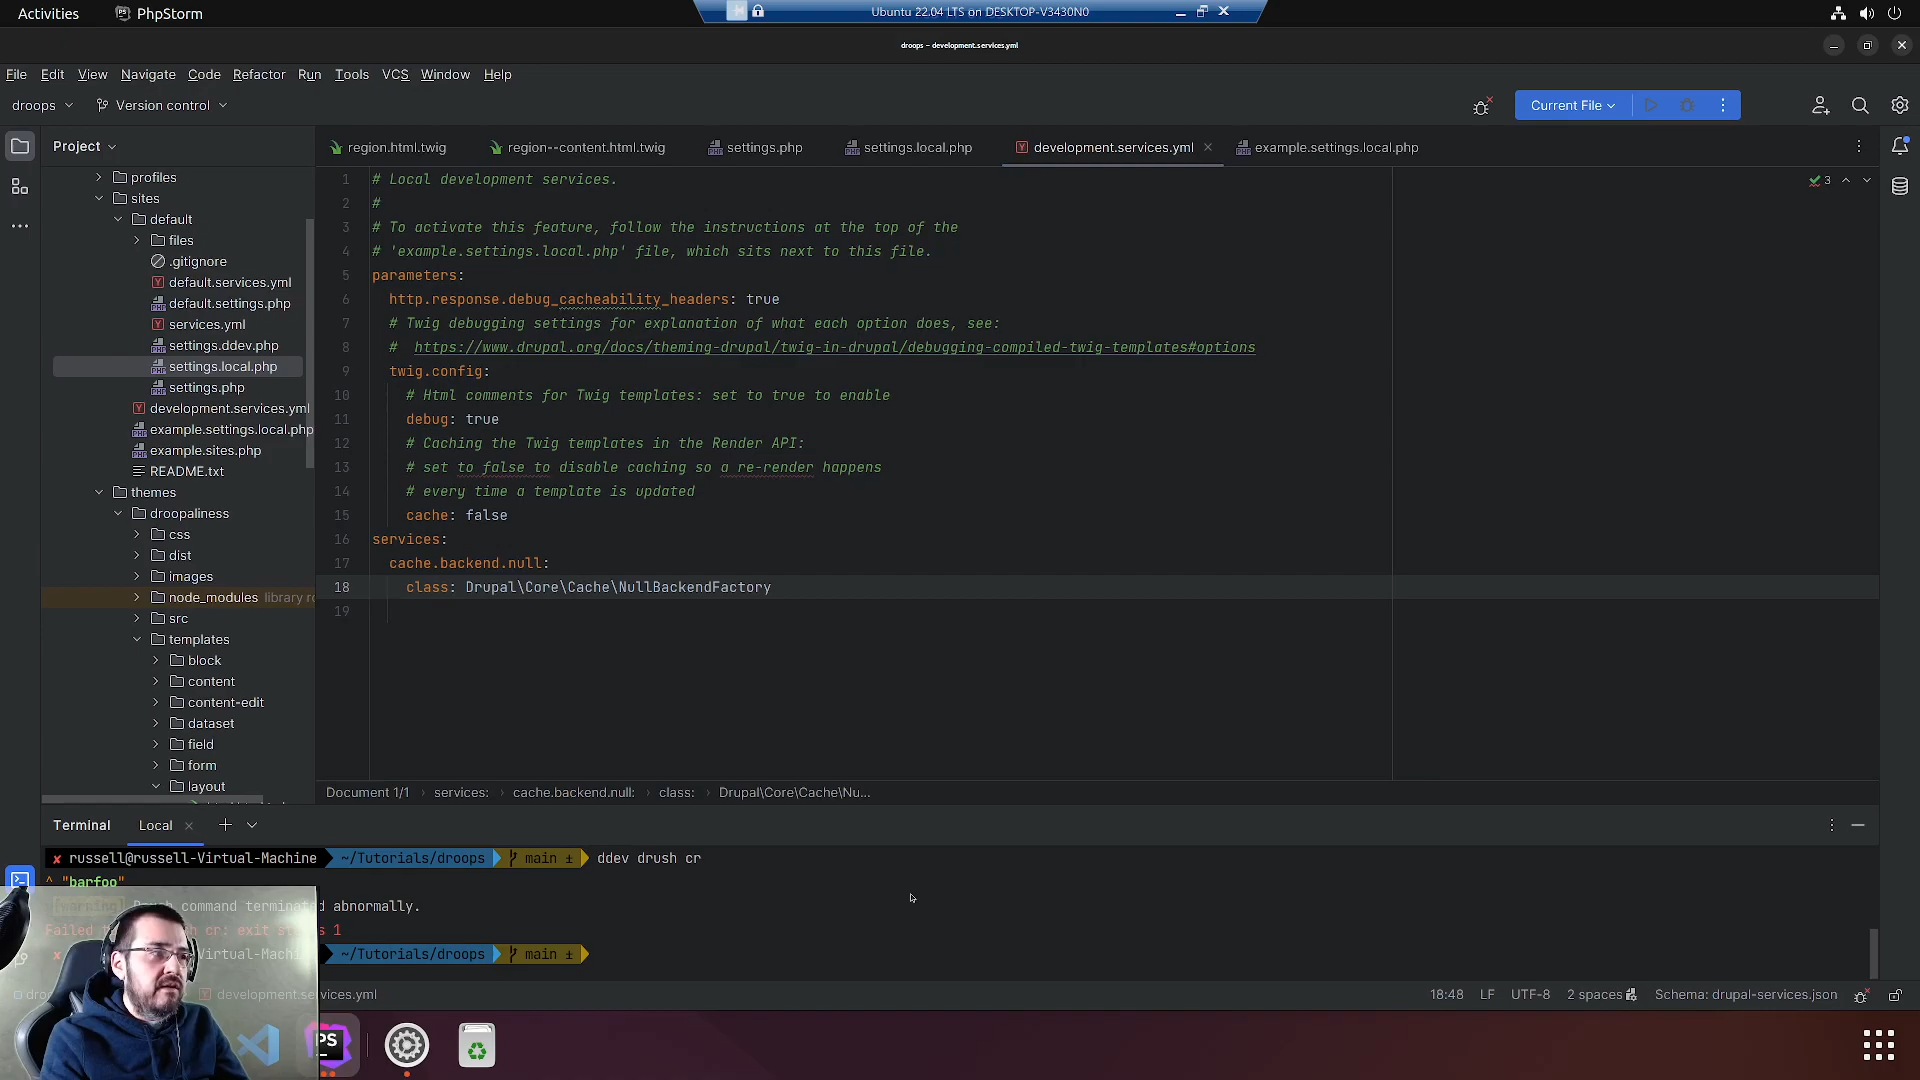 Activities
PhpStorm
Ubuntu 22.04 LTS on DESKTOP-V3430N0
droops – development.services.yml
File Edit View Navigate Code Refactor Run Tools VCS Window Help
droops
Version control
Current File
Project
region.html.twig
region--content.html.twig
settings.php
settings.local.php
development.services.yml
example.settings.local.php
profiles
sites
default
files
.gitignore
default.services.yml
default.settings.php
services.yml
settings.ddev.php
settings.local.php
settings.php
development.services.yml
example.settings.local.php
example.sites.php
README.txt
themes
droopaliness
css
dist
images
node_modules library ro
src
templates
block
content
content-edit
dataset
field
form
layout
3
1 # Local development services.
2 #
3 # To activate this feature, follow the instructions at the top of the
4 # 'example.settings.local.php' file, which sits next to this file.
5 parameters:
6 http.response.debug_cacheability_headers: true
7 # Twig debugging settings for explanation of what each option does, see:
8 # https://www.drupal.org/docs/theming-drupal/twig-in-drupal/debugging-compiled-twig-templates#options
9 twig.config:
10 # Html comments for Twig templates: set to true to enable
11 debug: true
12 # Caching the Twig templates in the Render API:
13 # set to false to disable caching so a re-render happens
14 # every time a template is updated
15 cache: false
16 services:
17 cache.backend.null:
18 class: Drupal\Core\Cache\NullBackendFactory
19
Document 1/1 › services: › cache.backend.null: › class: › Drupal\Core\Cache\Nu...
Terminal
Local
✘ russell@russell-Virtual-Machine ~/Tutorials/droops main ± ddev drush cr
^ "barfoo"
[warning] Drush command terminated abnormally.
cr: exit 1
~/Tutorials/droops main ±
18:48 LF UTF-8 2 spaces Schema: drupal-services.json
PS